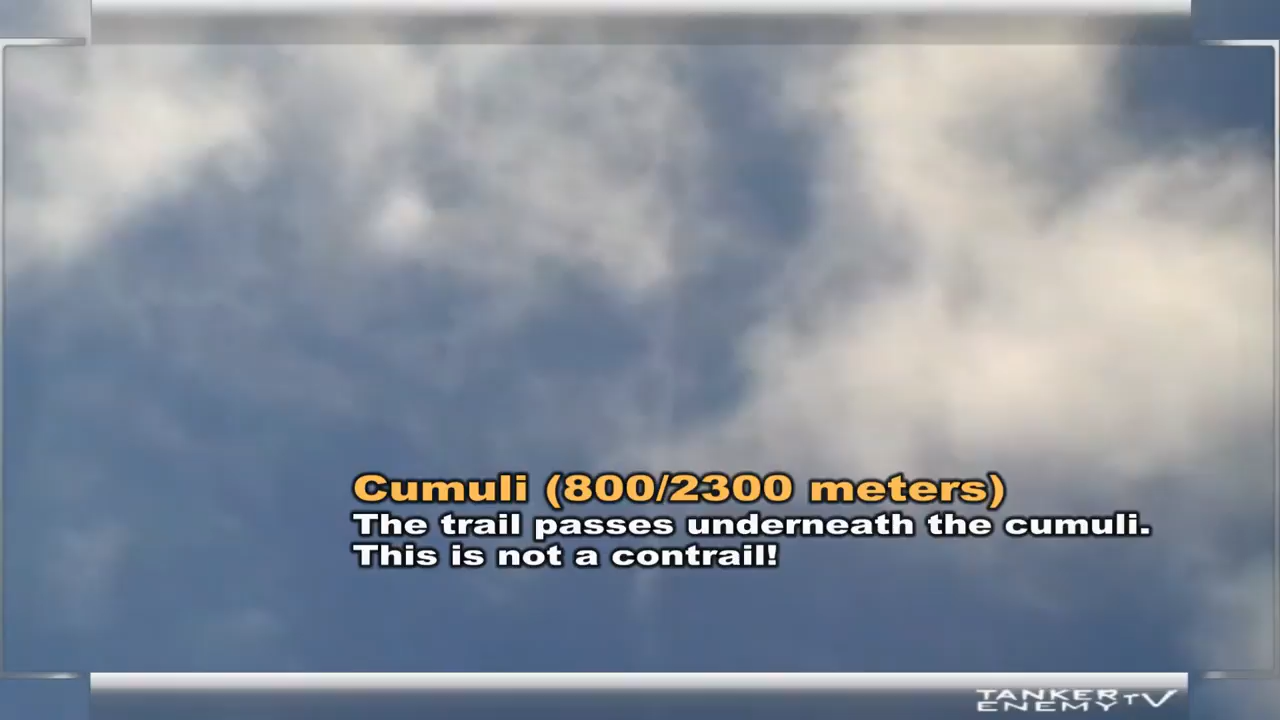 Cumuli (800/2300 meters)
The trail passes underneath the cumuli.
This is not a contrail!
TANKER TV
ENEMY